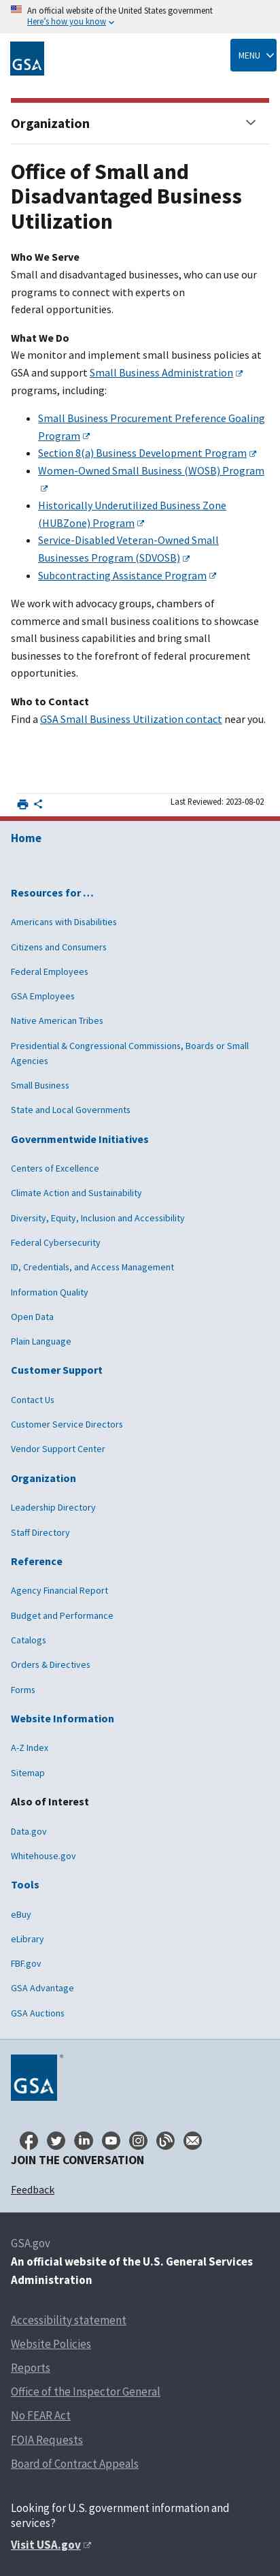 An official website of the United States government
Here's how you know
GSA
MENU
Organization
Office of Small and
Disadvantaged Business
Utilization
Who We Serve
Small and disadvantaged businesses, who can use our
programs to connect with experts on
federal opportunities.
What We Do
We monitor and implement small business policies at
GSA and support Small Business Administration
programs, including:
Small Business Procurement Preference Goaling
Program
Section 8(a) Business Development Program
Women-Owned Small Business (WOSB) Program
Historically Underutilized Business Zone
(HUBZone) Program
Service-Disabled Veteran-Owned Small
Businesses Program (SDVOSB)
Subcontracting Assistance Program
We work with advocacy groups, chambers of
commerce and small business coalitions to showcase
small business capabilities and bring small
businesses to the forefront of federal procurement
opportunities.
Who to Contact
Find a GSA Small Business Utilization contact near you.
Last Reviewed: 2023-08-02
Home
Resources for …
Americans with Disabilities
Citizens and Consumers
Federal Employees
GSA Employees
Native American Tribes
Presidential & Congressional Commissions, Boards or Small
Agencies
Small Business
State and Local Governments
Governmentwide Initiatives
Centers of Excellence
Climate Action and Sustainability
Diversity, Equity, Inclusion and Accessibility
Federal Cybersecurity
ID, Credentials, and Access Management
Information Quality
Open Data
Plain Language
Customer Support
Contact Us
Customer Service Directors
Vendor Support Center
Organization
Leadership Directory
Staff Directory
Reference
Agency Financial Report
Budget and Performance
Catalogs
Orders & Directives
Forms
Website Information
A-Z Index
Sitemap
Also of Interest
Data.gov
Whitehouse.gov
Tools
eBuy
eLibrary
FBF.gov
GSA Advantage
GSA Auctions
GSA ®
JOIN THE CONVERSATION
Feedback
GSA.gov
An official website of the U.S. General Services
Administration
Accessibility statement
Website Policies
Reports
Office of the Inspector General
No FEAR Act
FOIA Requests
Board of Contract Appeals
Looking for U.S. government information and
services?
Visit USA.gov